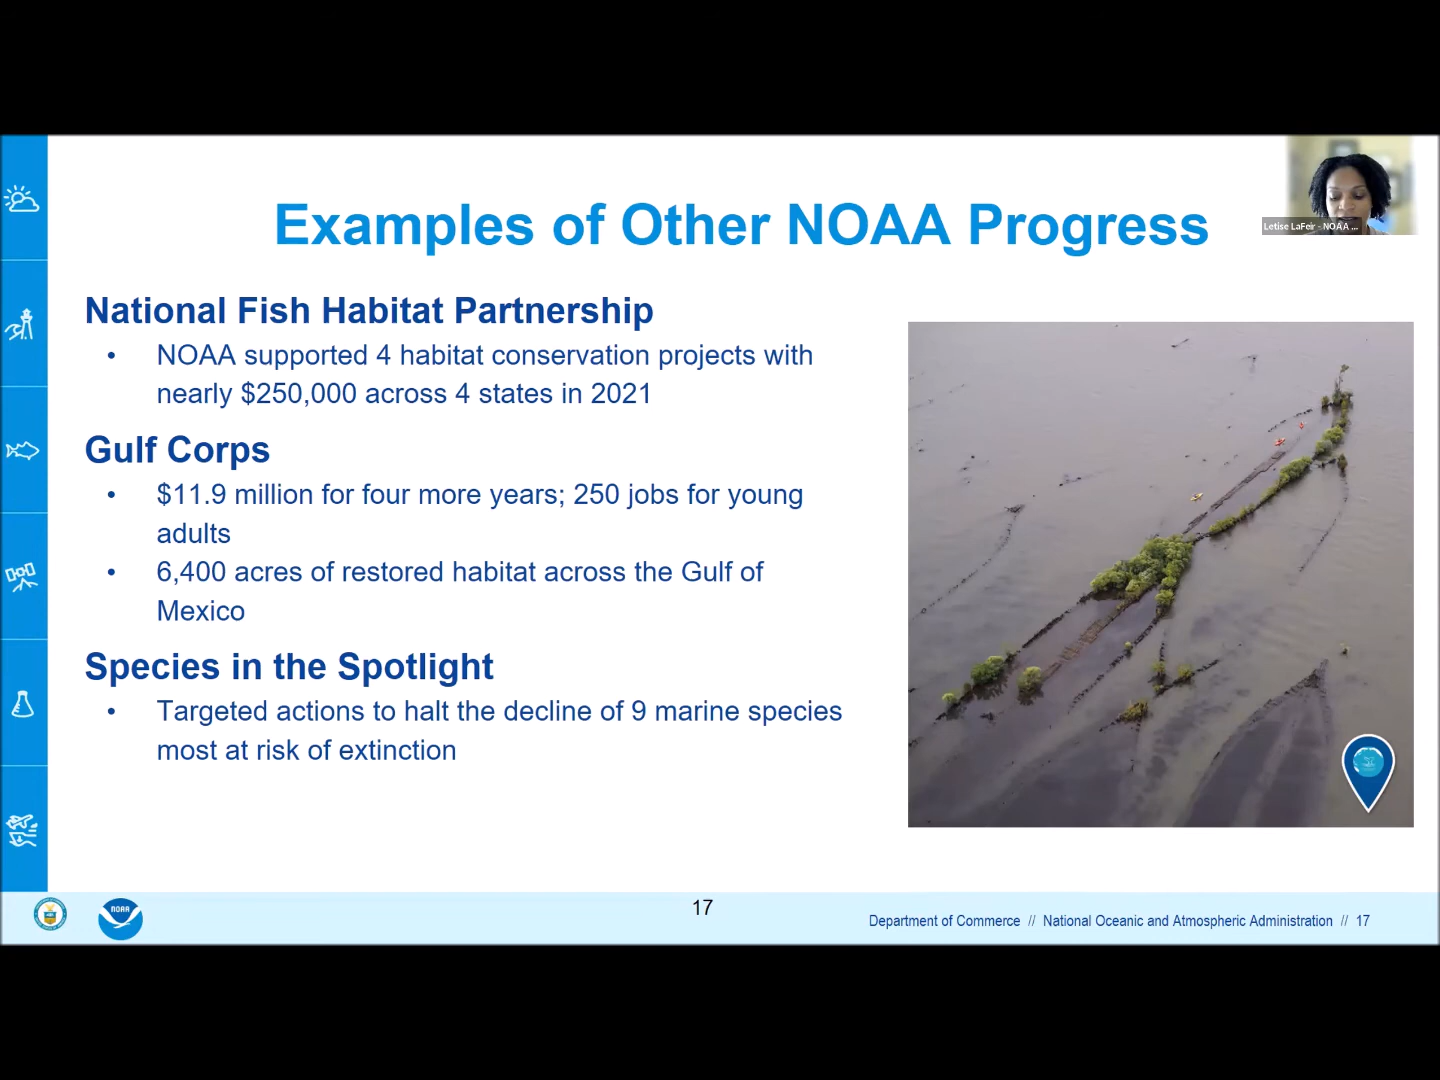 Examples of Other NOAA Progress
Letise LaFeir - NOAA ...
National Fish Habitat Partnership
• NOAA supported 4 habitat conservation projects with
nearly $250,000 across 4 states in 2021
Gulf Corps
• $11.9 million for four more years; 250 jobs for young
adults
• 6,400 acres of restored habitat across the Gulf of
Mexico
Species in the Spotlight
• Targeted actions to halt the decline of 9 marine species
most at risk of extinction
NOAA
17
Department of Commerce // National Oceanic and Atmospheric Administration // 17